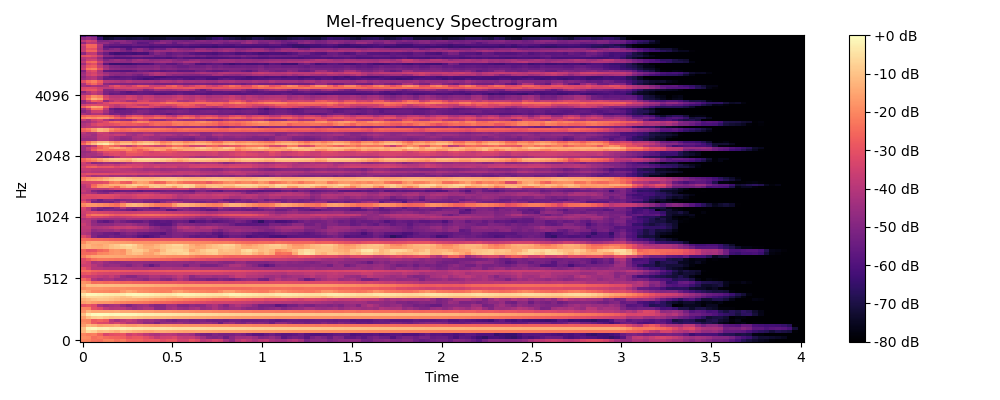 Mel-frequency Spectrogram
Hz
4096
2048
1024
512
0
0 0.5 1 1.5 2 2.5 3 3.5 4
Time
+0 dB
-10 dB
-20 dB
-30 dB
-40 dB
-50 dB
-60 dB
-70 dB
-80 dB